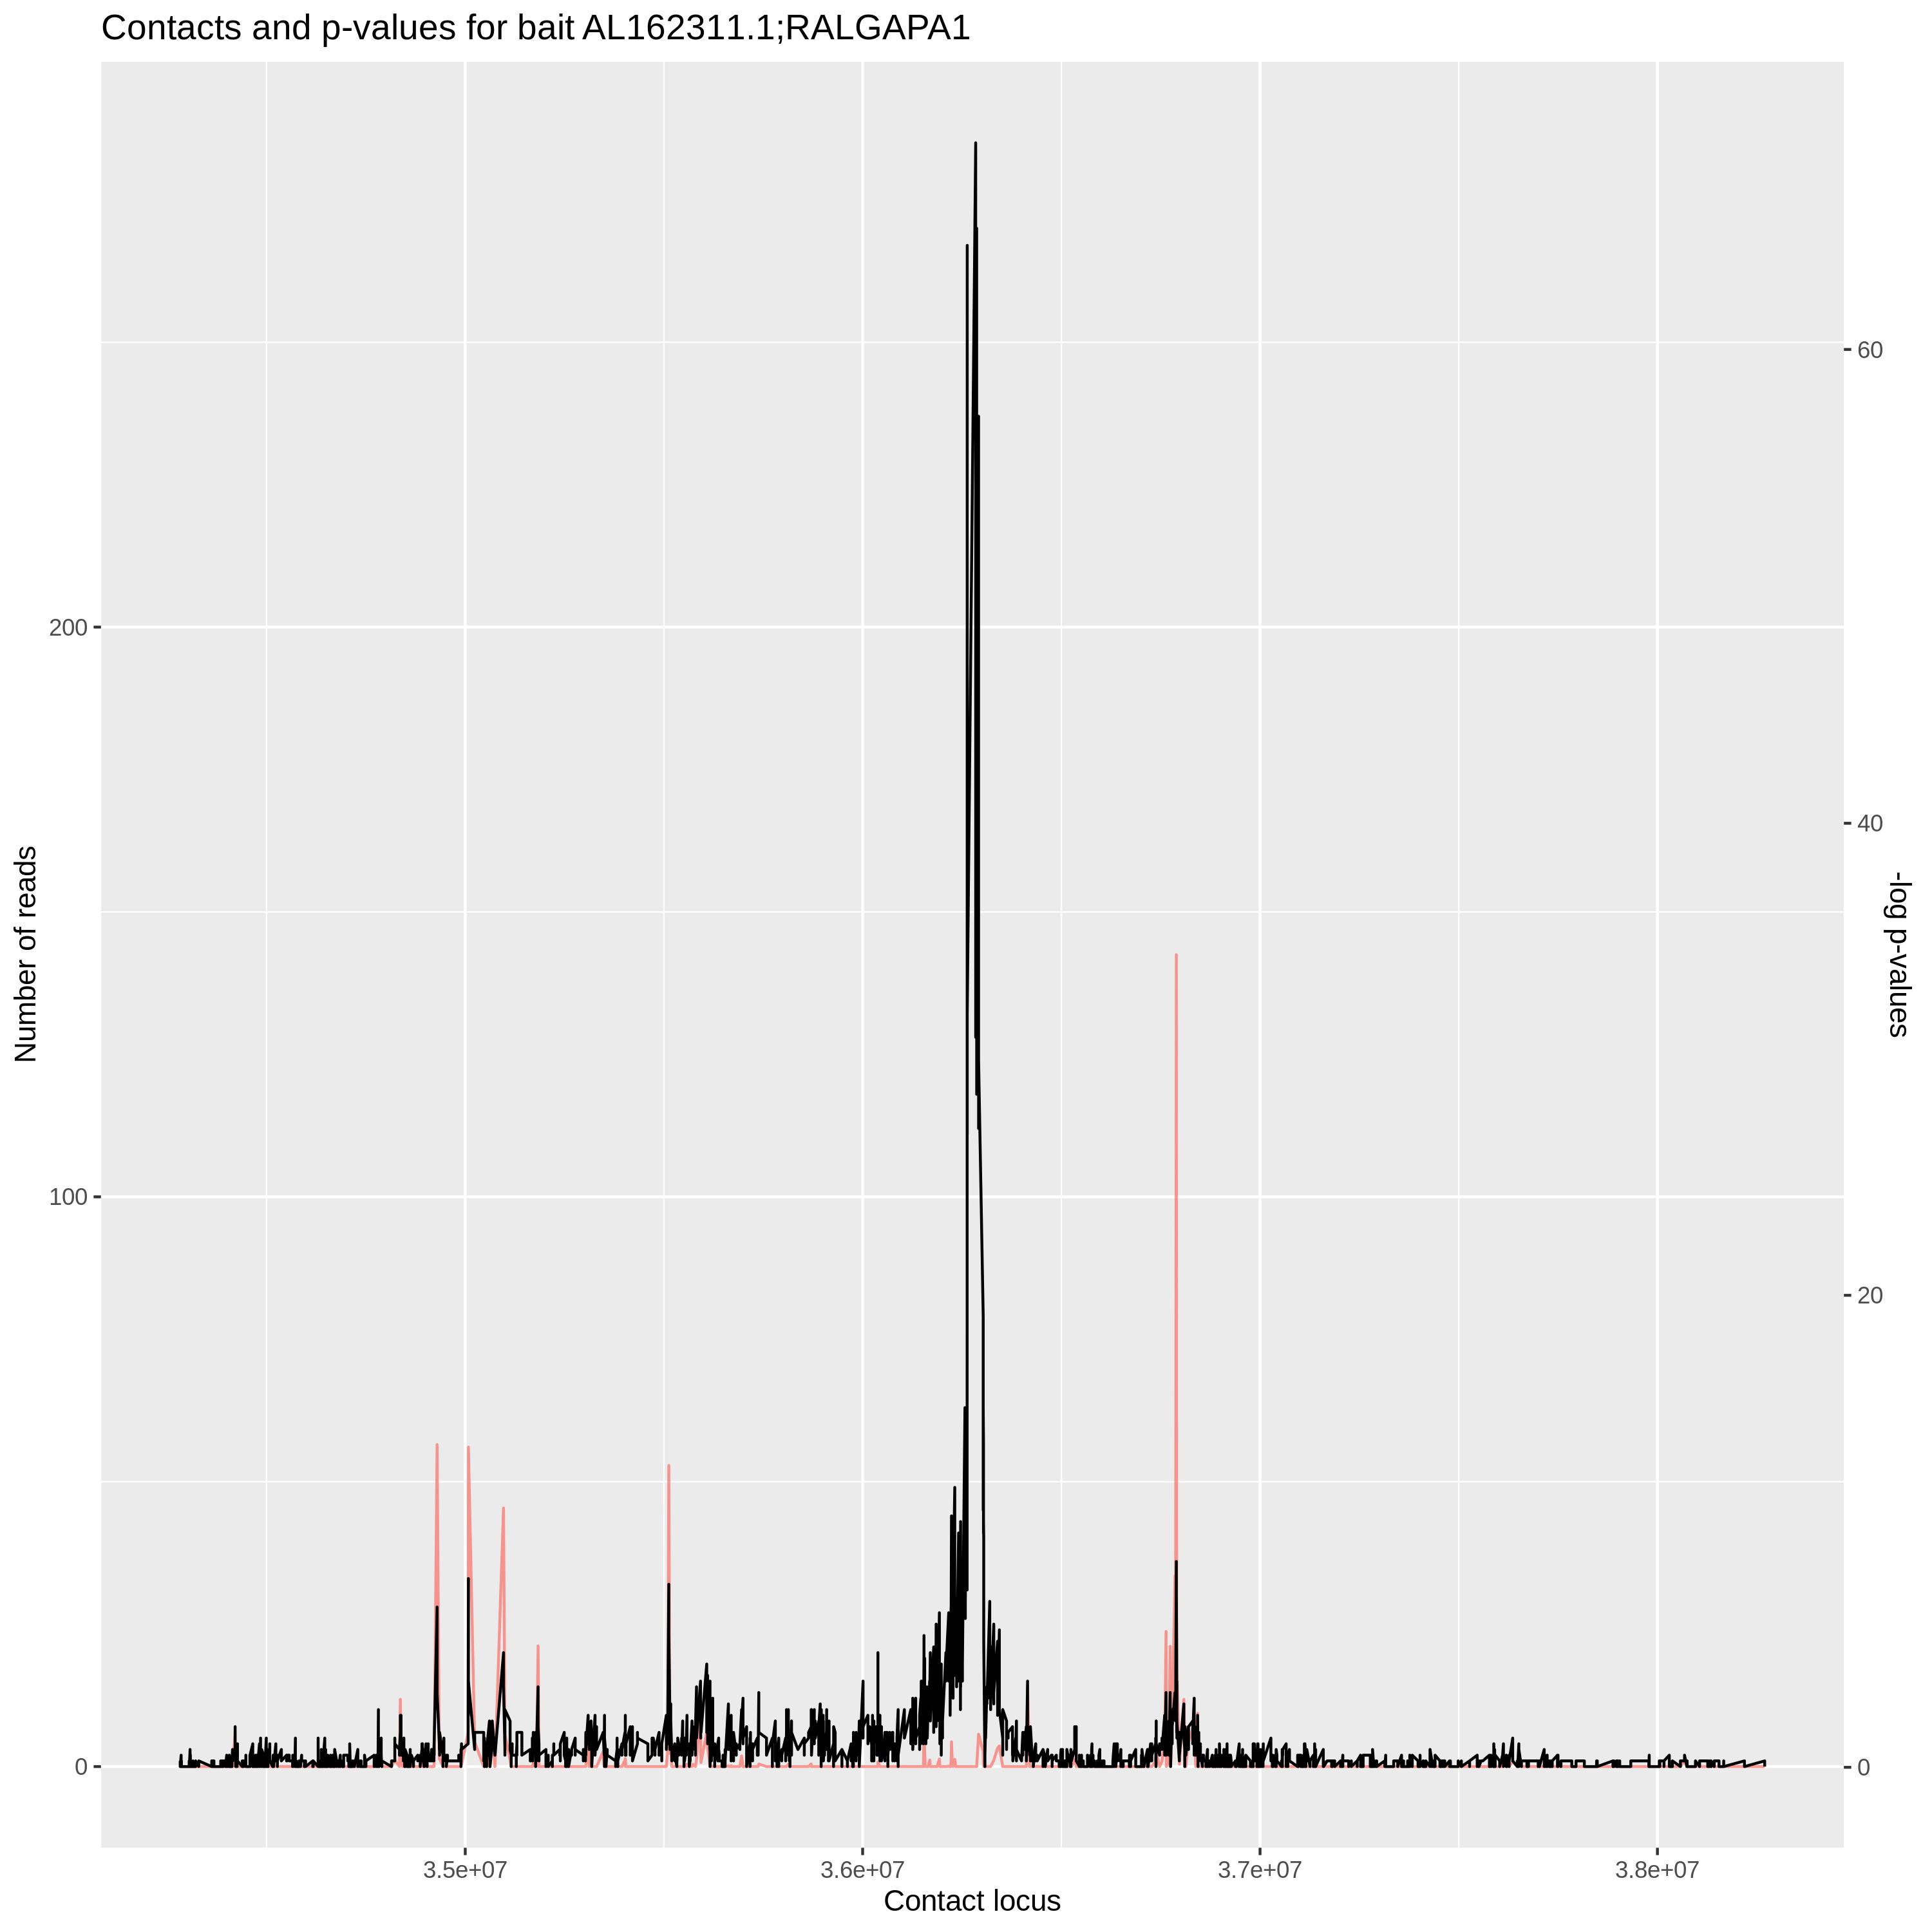 Contacts and p-values for bait AL162311.1;RALGAPA1
Number of reads
200
100
0
60
40
20
0
-log p-values
3.5e+07
3.6e+07
3.7e+07
3.8e+07
Contact locus